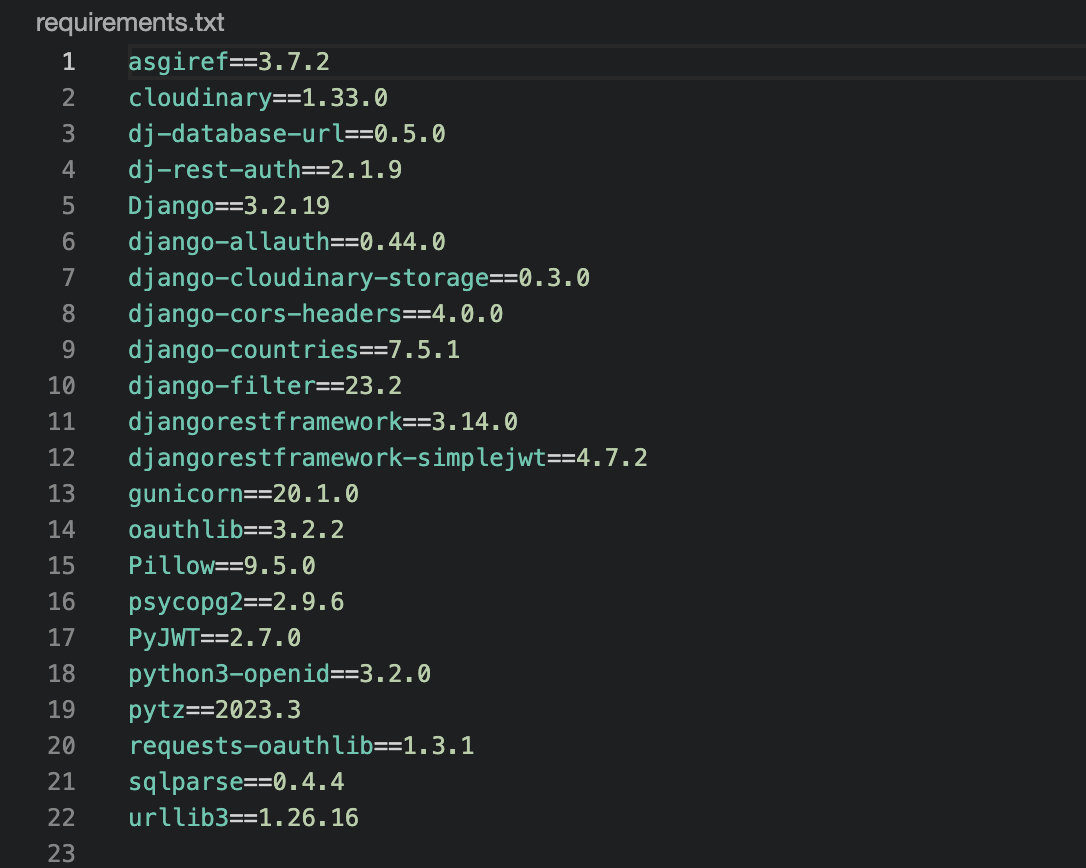 requirements.txt
1 asgiref==3.7.2
2 cloudinary==1.33.0
3 dj-database-url==0.5.0
4 dj-rest-auth==2.1.9
5 Django==3.2.19
6 django-allauth==0.44.0
7 django-cloudinary-storage==0.3.0
8 django-cors-headers==4.0.0
9 django-countries==7.5.1
10 django-filter==23.2
11 djangorestframework==3.14.0
12 djangorestframework-simplejwt==4.7.2
13 gunicorn==20.1.0
14 oauthlib==3.2.2
15 Pillow==9.5.0
16 psycopg2==2.9.6
17 PyJWT==2.7.0
18 python3-openid==3.2.0
19 pytz==2023.3
20 requests-oauthlib==1.3.1
21 sqlparse==0.4.4
22 urllib3==1.26.16
23